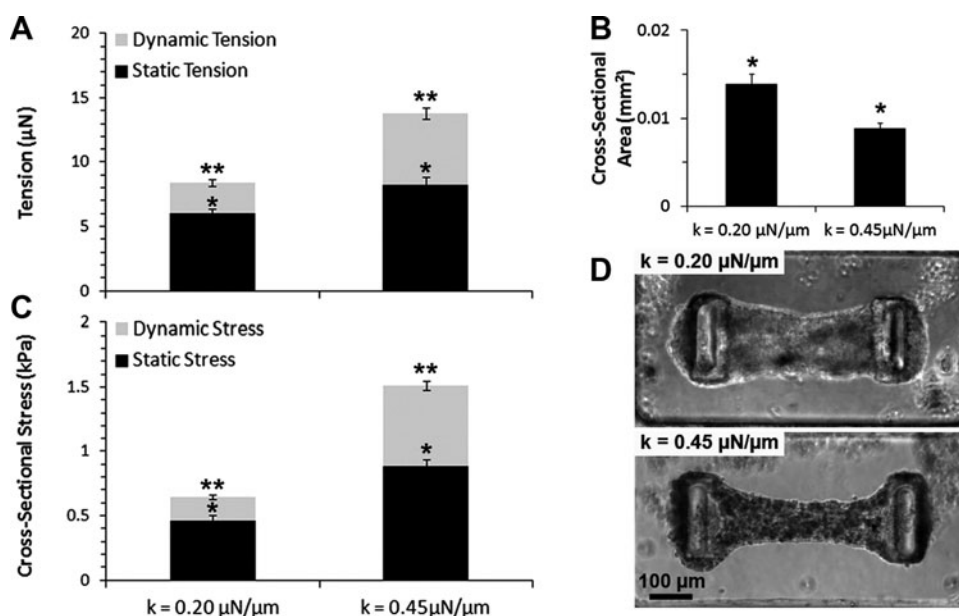 A
Dynamic Tension
Static Tension
Tension (µN)
20
15
10
5
0
**
*
**
*
B
Cross-Sectional
Area (mm²)
0.02
0.01
0
*
*
k = 0.20 µN/µm
k = 0.45µN/µm
C
Dynamic Stress
Static Stress
Cross-Sectional Stress (kPa)
2
1.5
1
0.5
0
**
*
**
*
k = 0.20 µN/µm
k = 0.45µN/µm
D
k = 0.20 µN/µm
k = 0.45 µN/µm
100 µm